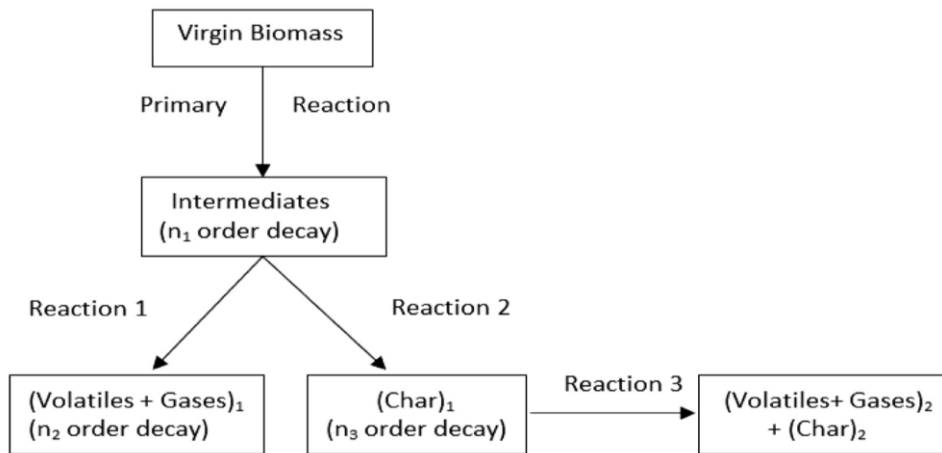 Virgin Biomass
Primary Reaction
Intermediates
(n₁ order decay)
Reaction 1
Reaction 2
(Volatiles + Gases)₁
(n₂ order decay)
(Char)₁
(n₃ order decay)
Reaction 3
(Volatiles+ Gases)₂
+ (Char)₂